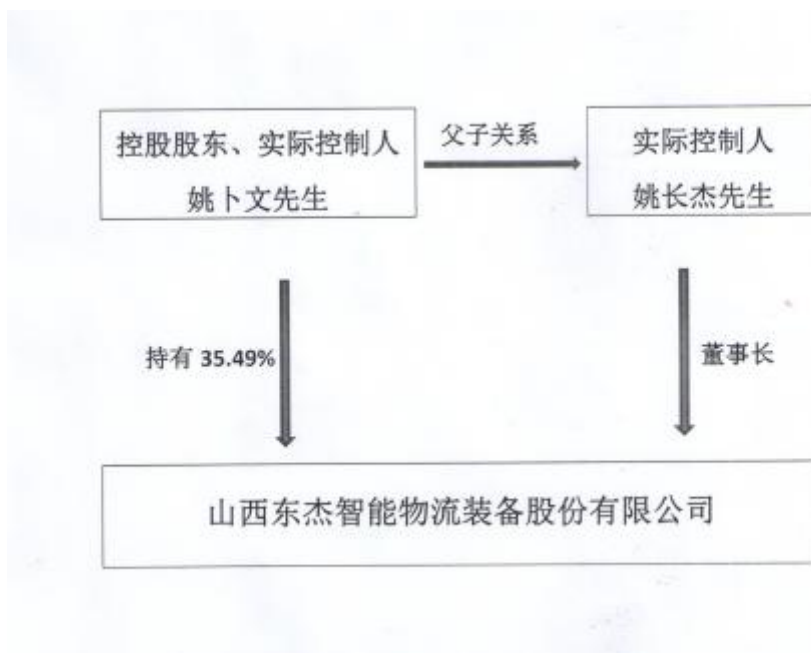 控股股东、实际控制人
姚卜文先生
父子关系
实际控制人
姚长杰先生
持有 35.49%
董事长
山西东杰智能物流装备股份有限公司